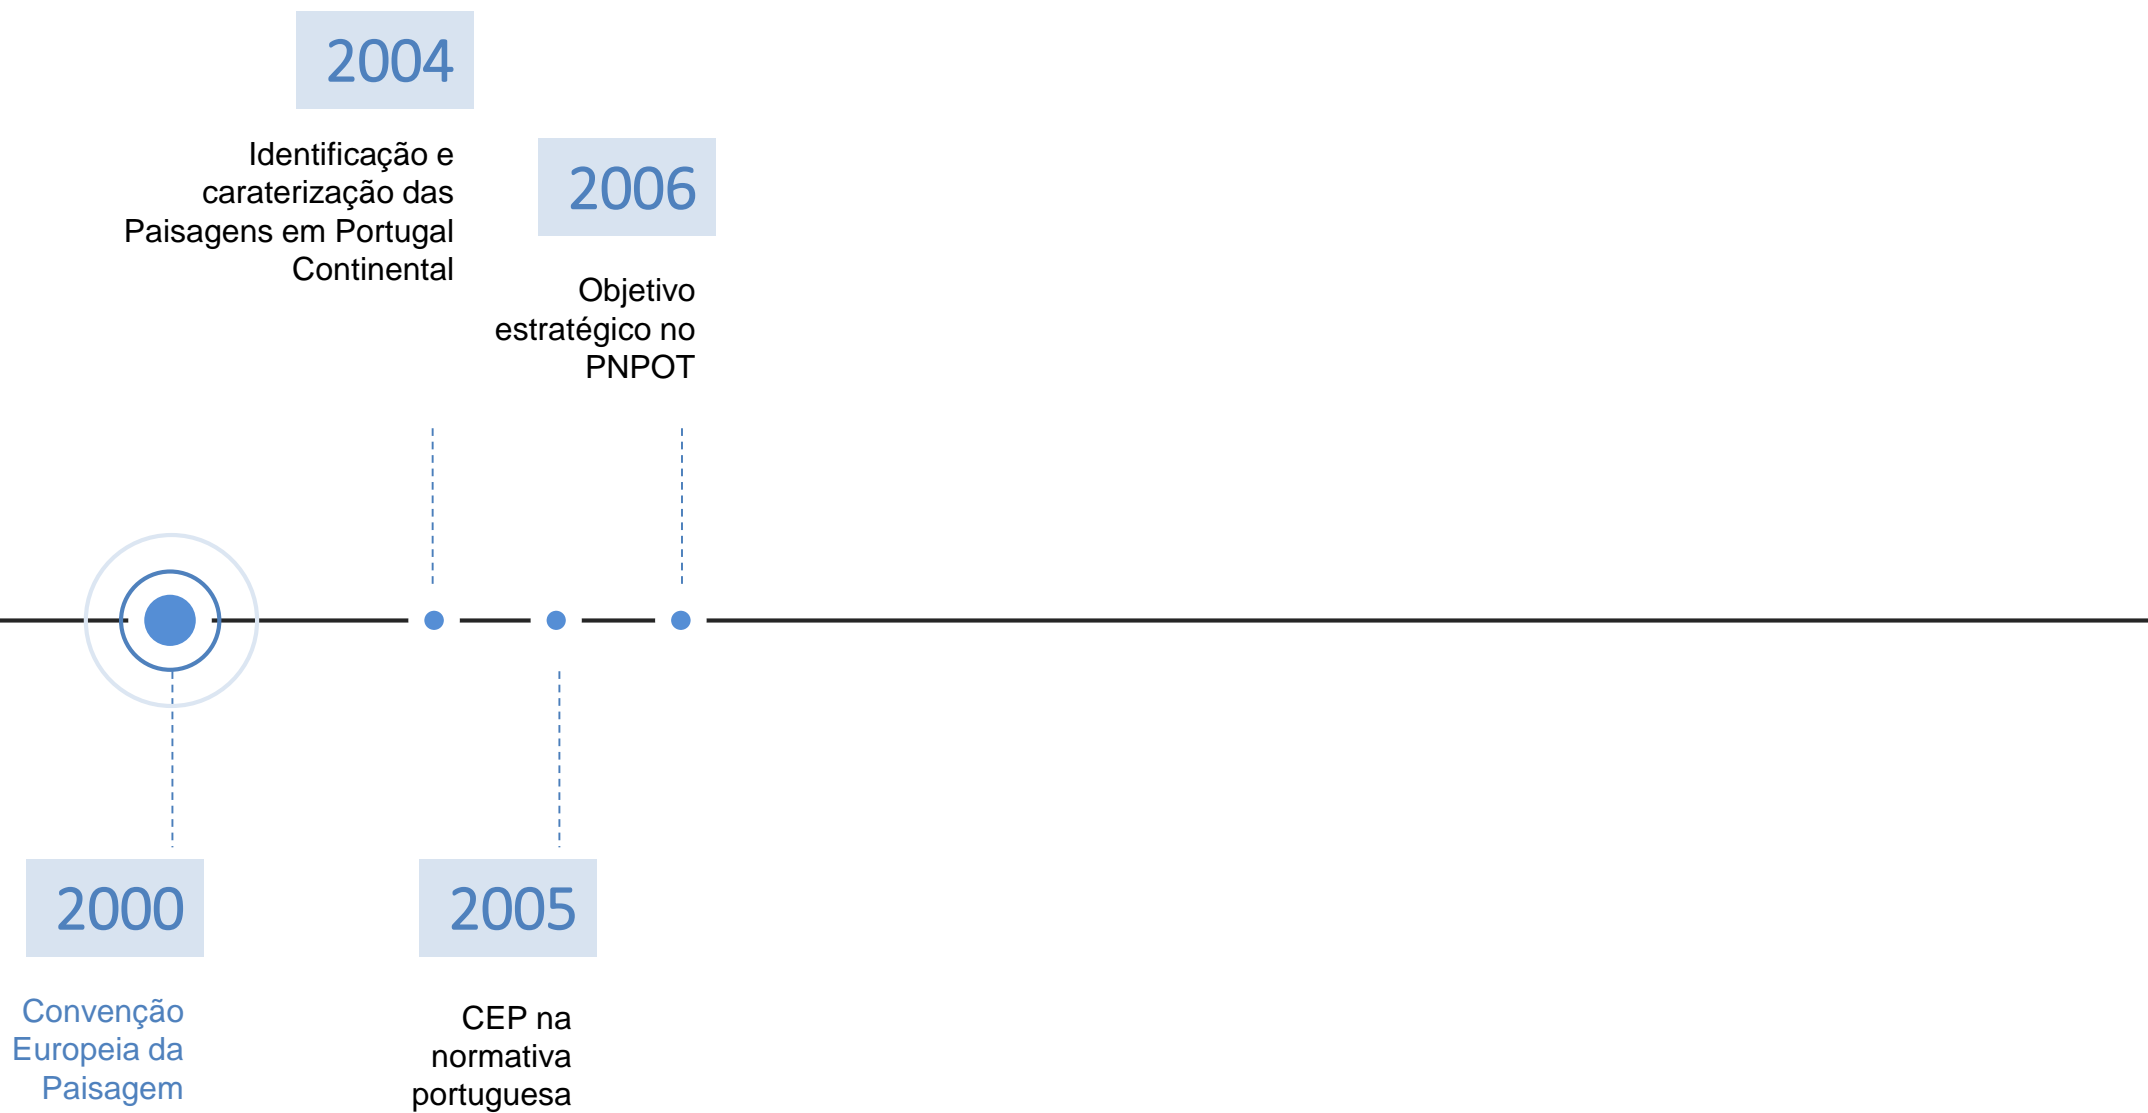 2004
Identificação e
caraterização das
Paisagens em Portugal
Continental
2006
Objetivo
estratégico no
PNPOT
2000
Convenção
Europeia da
Paisagem
2005
CEP na
normativa
portuguesa